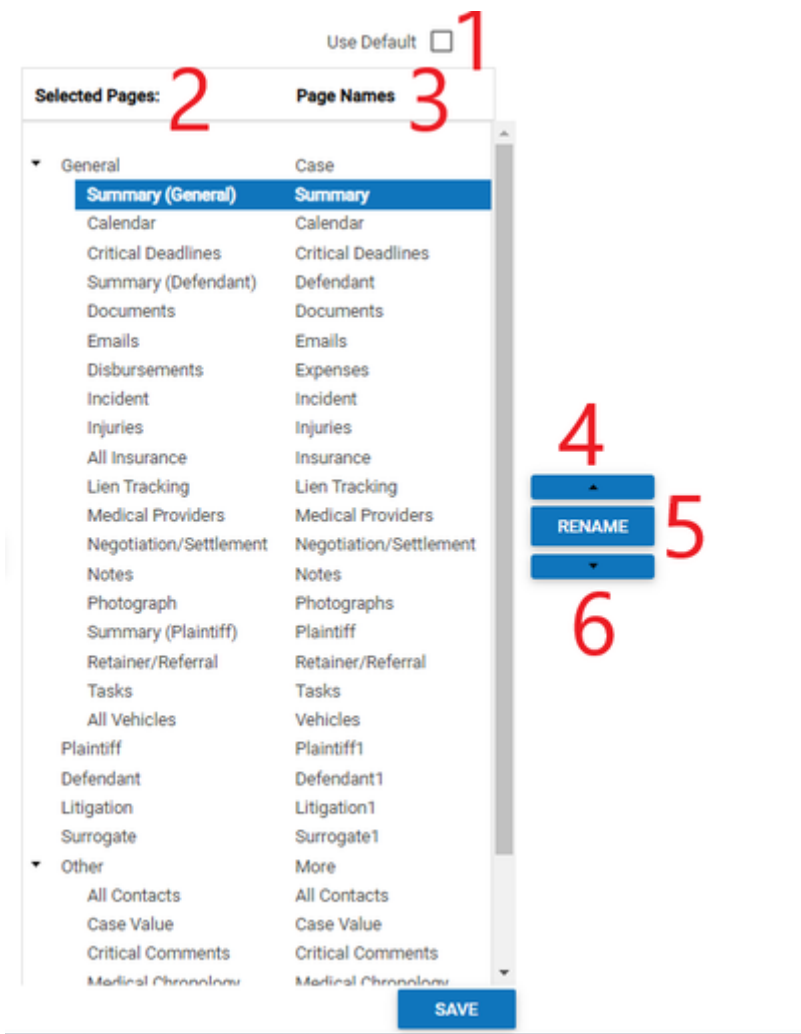 Use Default 1
Selected Pages: 2 Page Names 3
General Case
Summary (General) Summary
Calendar Calendar
Critical Deadlines Critical Deadlines
Summary (Defendant) Defendant
Documents Documents
Emails Emails
Disbursements Expenses
Incident Incident
Injuries Injuries
4
All Insurance Insurance
Lien Tracking Lien Tracking
Medical Providers Medical Providers
RENAME 5
Negotiation/Settlement Negotiation/Settlement
Notes Notes
Photograph Photographs
6
Summary (Plaintiff) Plaintiff
Retainer/Referral Retainer/Referral
Tasks Tasks
All Vehicles Vehicles
Plaintiff Plaintiff1
Defendant Defendant1
Litigation Litigation1
Surrogate Surrogate1
Other More
All Contacts All Contacts
Case Value Case Value
Critical Comments Critical Comments
Medical Chronology Medical Chronology
SAVE